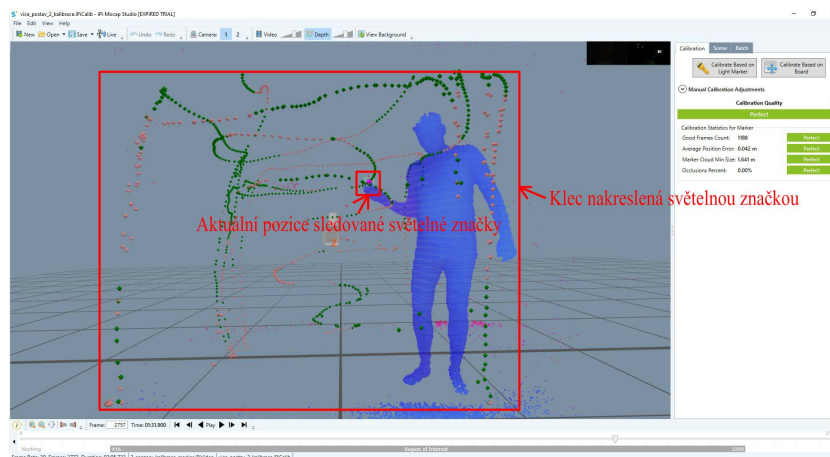 vice_postav_2_kalibrace.iPiCalib - iPi Mocap Studio [EXPIRED TRIAL]
File Edit View Help
New Open Save Live Undo Redo Camera: 1 2 Video Depth View Background
Calibration Scene Batch
Calibrate Based on Light Marker
Calibrate Based on Board
Manual Calibration Adjustments
Calibration Quality
Perfect
Calibration Statistics for Marker
Good Frames Count: 1188 Perfect
Average Position Error: 0.042 m Perfect
Marker Cloud Min Size: 1.641 m Perfect
Occlusions Percent: 0.00% Perfect
Klec nakreslená světelnou značkou
Aktuální pozice sledované světelné značky
Frame: 2757 Time: 01:31.900 Play
Working 416 Region of Interest 3360